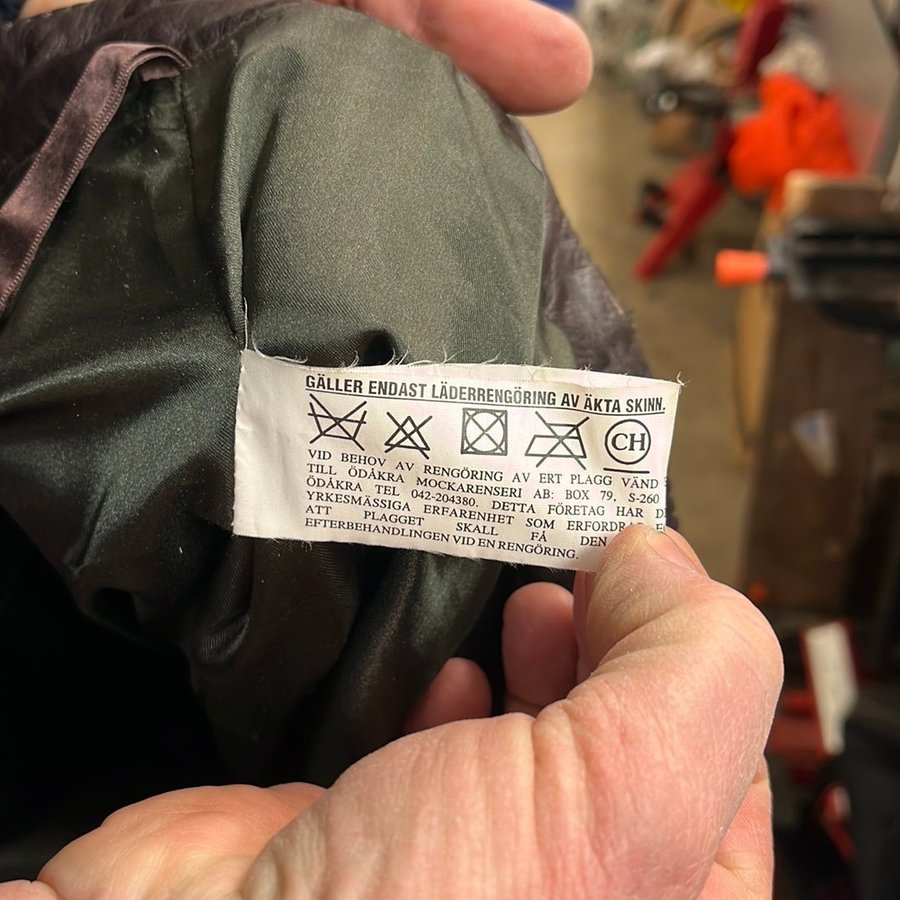 GÄLLER ENDAST LÄDERRENGÖRING AV ÄKTA SKINN.
CH
VID BEHOV AV RENGÖRING AV ERT PLAGG VÄND
TILL ÖDÅKRA MOCKARENSERI AB: BOX 79, S-260
ÖDÅKRA TEL 042-204380. DETTA FÖRETAG HAR D
YRKESMÄSSIGA ERFARENHET SOM ERFORDRAS F
ATT PLAGGET SKALL FÅ DEN
EFTERBEHANDLINGEN VID EN RENGÖRING.